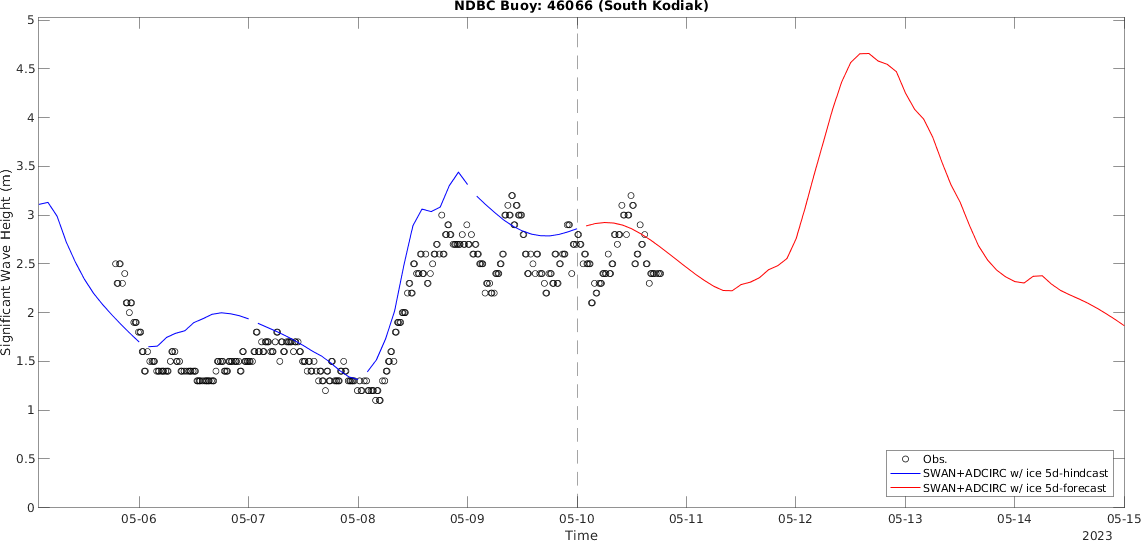 NDBC Buoy: 46066 (South Kodiak)
5
4.5
4
3.5
3
2.5
2
1.5
1
0.5
0
Significant Wave Height (m)
05-06 05-07 05-08 05-09 05-10 05-11 05-12 05-13 05-14 05-15
Time
2023
Obs.
SWAN+ADCIRC w/ ice 5d-hindcast
SWAN+ADCIRC w/ ice 5d-forecast